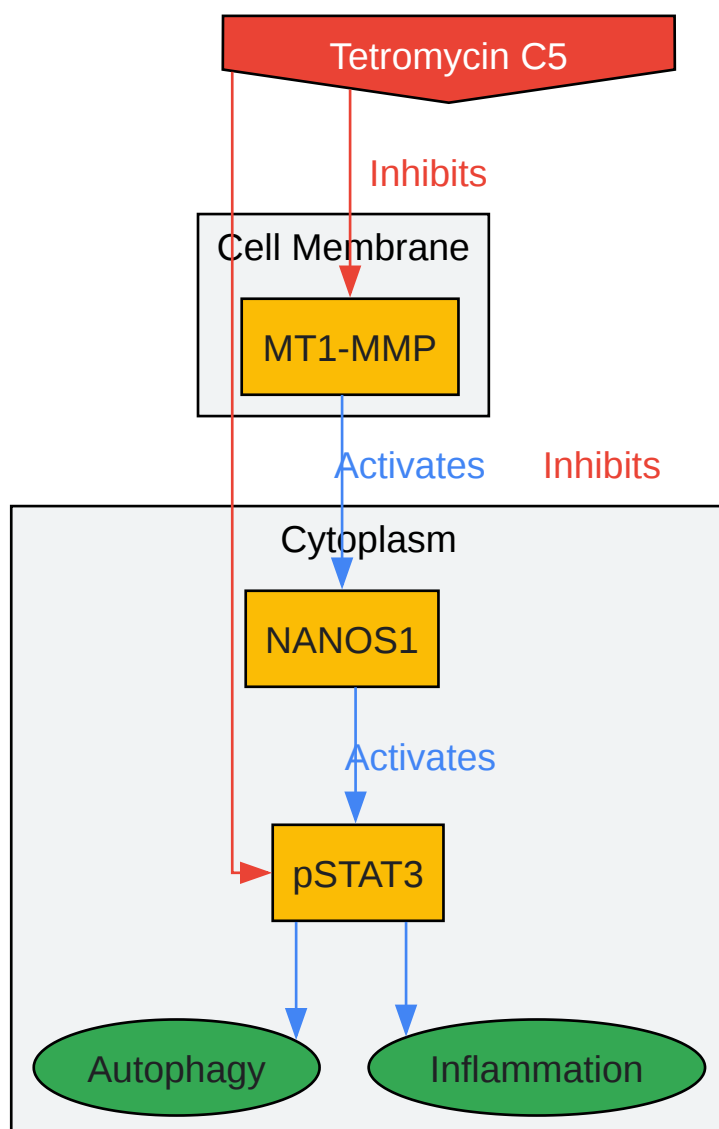 Tetromycin C5
Inhibits
Cell Membrane
MT1-MMP
Activates
Inhibits
Cytoplasm
NANOS1
Activates
pSTAT3
Autophagy
Inflammation